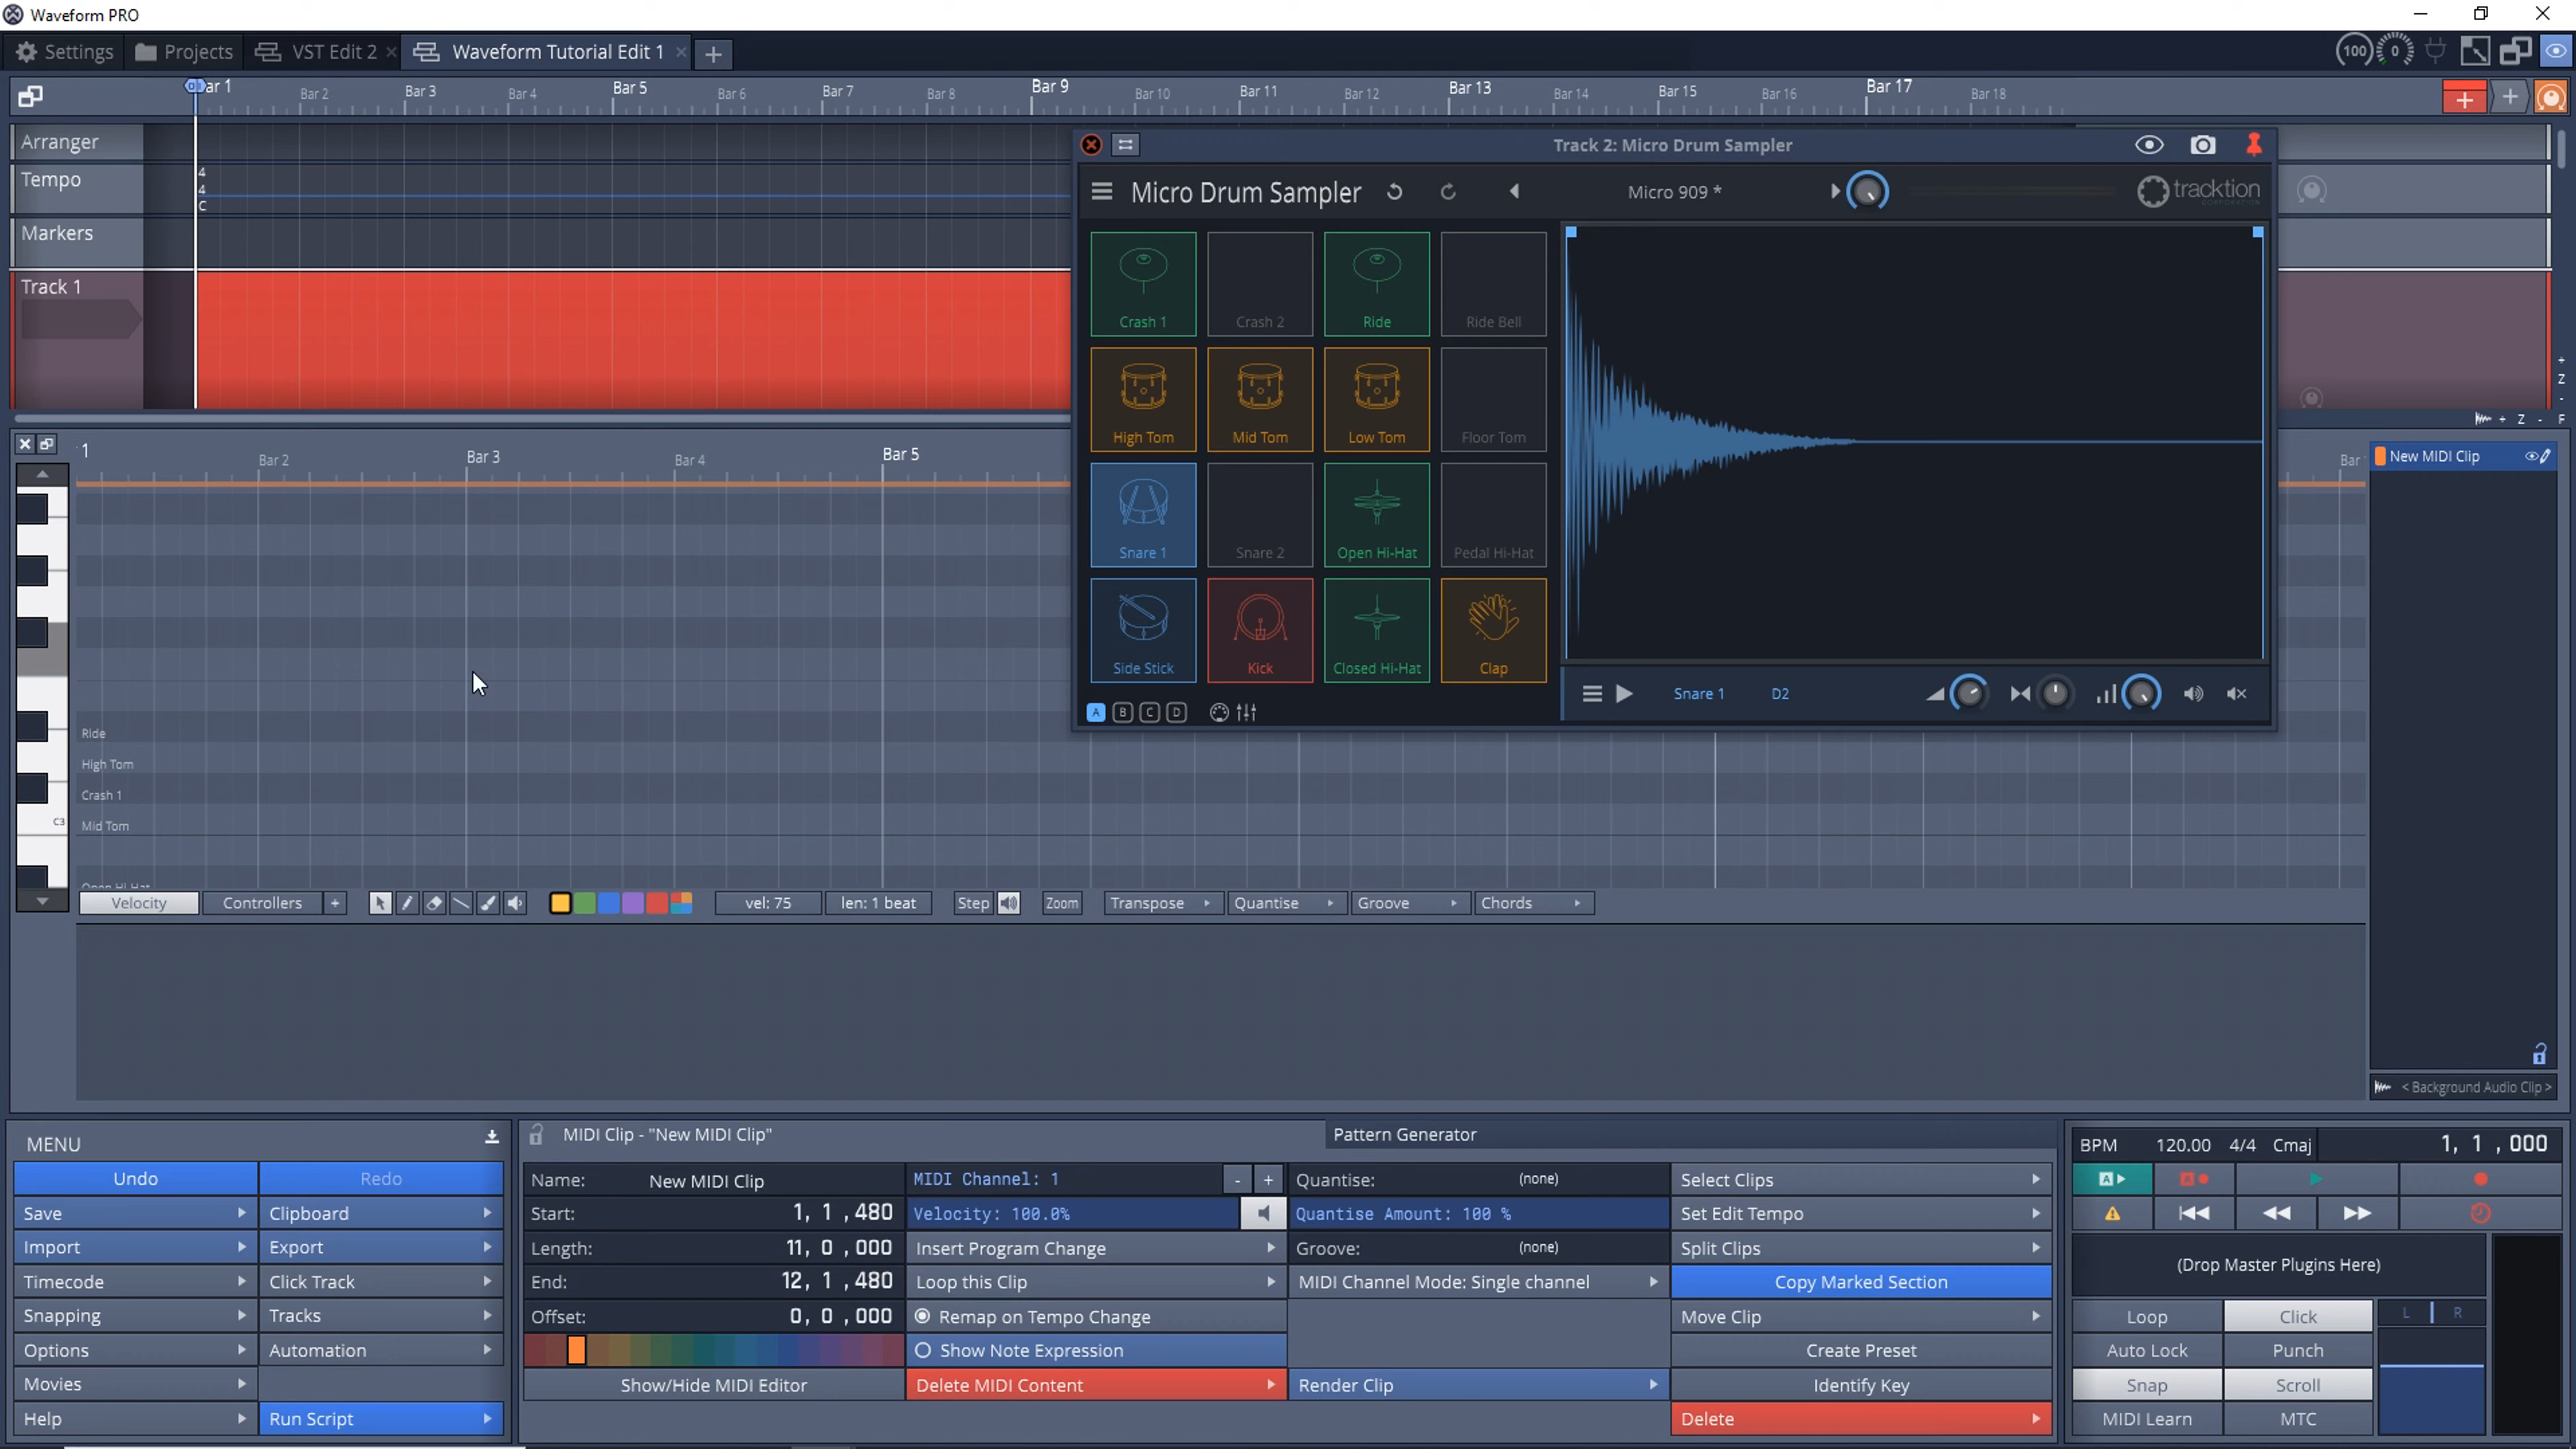 Waveform PRO
Settings Projects VST Edit 2 Waveform Tutorial Edit 1 100 0
ar 1 Bar 2 Bar 3 Bar 4 Bar 5 Bar 6 Bar 7 Bar 8 Bar 9 Bar 10 Bar 11 Bar 12 Bar 13 Bar 14 Bar 15 Bar 16 Bar 17 Bar 18
Arranger
Tempo
4
4
C
Markers
Track 1
Track 2: Micro Drum Sampler
Micro Drum Sampler Micro 909 * tracktion
Crash 1 Crash 2 Ride Ride Bell
High Tom Mid Tom Low Tom Floor Tom
Snare 1 Snare 2 Open Hi-Hat Pedal Hi-Hat
Side Stick Kick Closed Hi-Hat Clap
A B C D
Snare 1 D2
+
Z
-
+ Z - F
1 Bar 2 Bar 3 Bar 4 Bar 5 Bar
New MIDI Clip
Ride
High Tom
Crash 1
C3
Mid Tom
Open Hi-Hat
Velocity Controllers + vel: 75 len: 1 beat Step Zoom Transpose Quantise Groove Chords
< Background Audio Clip >
MENU
Undo Redo
Save Clipboard
Import Export
Timecode Click Track
Snapping Tracks
Options Automation
Movies
Help Run Script
MIDI Clip - "New MIDI Clip" Pattern Generator
Name: New MIDI Clip MIDI Channel: 1 - + Quantise: (none) Select Clips
Start: 1, 1 , 480 Velocity: 100.0% Quantise Amount: 100 % Set Edit Tempo
Length: 11, 0 , 000 Insert Program Change Groove: (none) Split Clips
End: 12, 1 , 480 Loop this Clip MIDI Channel Mode: Single channel Copy Marked Section
Offset: 0, 0 , 000 Remap on Tempo Change Move Clip
Show Note Expression Create Preset
Show/Hide MIDI Editor Delete MIDI Content Render Clip Identify Key
Delete
BPM 120.00 4/4 Cmaj 1, 1 , 000
A A
(Drop Master Plugins Here)
Loop Click L R
Auto Lock Punch
Snap Scroll
MIDI Learn MTC